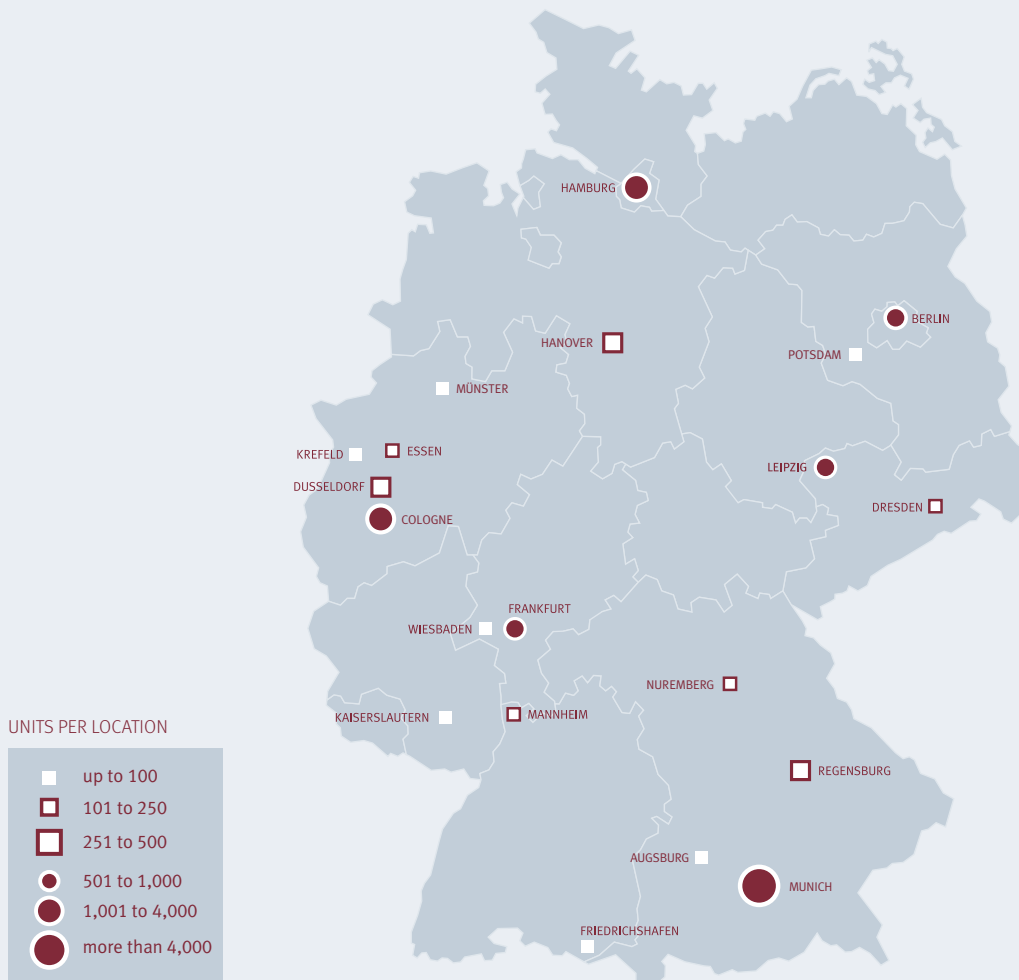 HAMBURG
BERLIN
HANOVER
POTSDAM
MÜNSTER
ESSEN
KREFELD
LEIPZIG
DUSSELDORF
DRESDEN
COLOGNE
FRANKFURT
WIESBADEN
NUREMBERG
MANNHEIM
KAISERSLAUTERN
REGENSBURG
AUGSBURG
MUNICH
FRIEDRICHSHAFEN
UNITS PER LOCATION
up to 100
101 to 250
251 to 500
501 to 1,000
1,001 to 4,000
more than 4,000